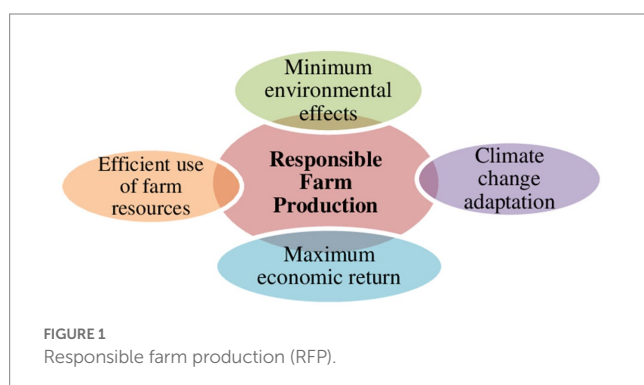 Minimum
environmental
effects
Efficient use
of farm
resources
Responsible
Farm
Production
Climate
change
adaptation
Maximum
economic return
FIGURE 1
Responsible farm production (RFP).